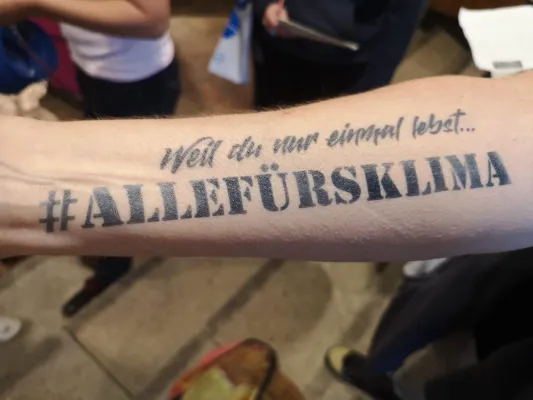 Weil du nur einmal lebst...
#ALLEFÜRSKLIMA